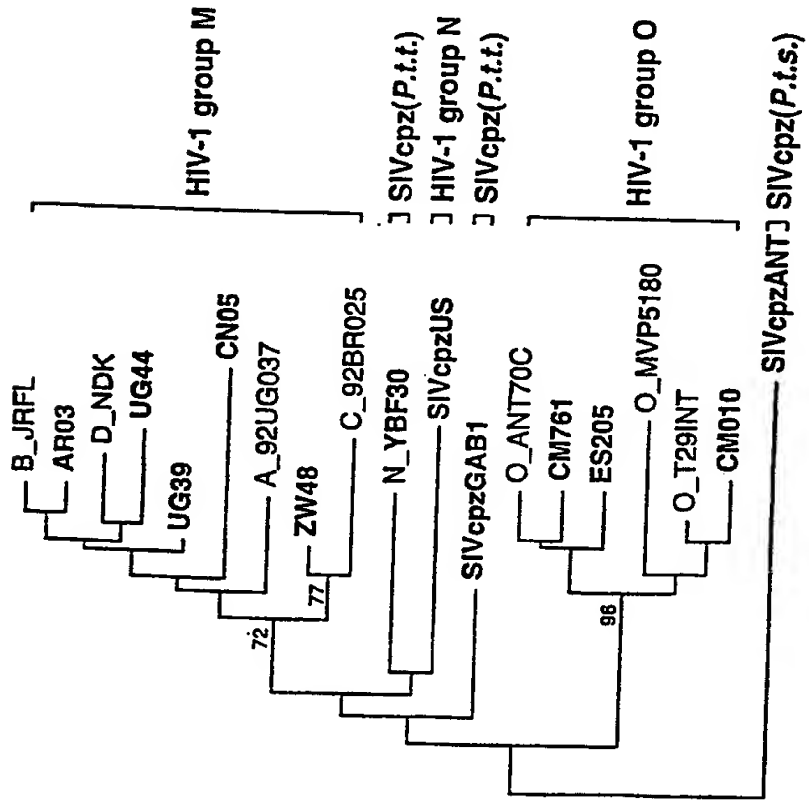 B_JRFL
AR03
D_NDK
UG44
UG39
CN05
A_92UG037
ZW48
C_92BR025
N_YBF30
SIVcpzUS
SIVcpzGAB1
O_ANT70C
CM761
ES205
O_MVP5180
O_T29INT
CM010
SIVcpzANT] SIVcpz(P.t.s.)
72
77
98
HIV-1 group M
] SIVcpz(P.t.t.)
] HIV-1 group N
] SIVcpz(P.t.t.)
HIV-1 group O